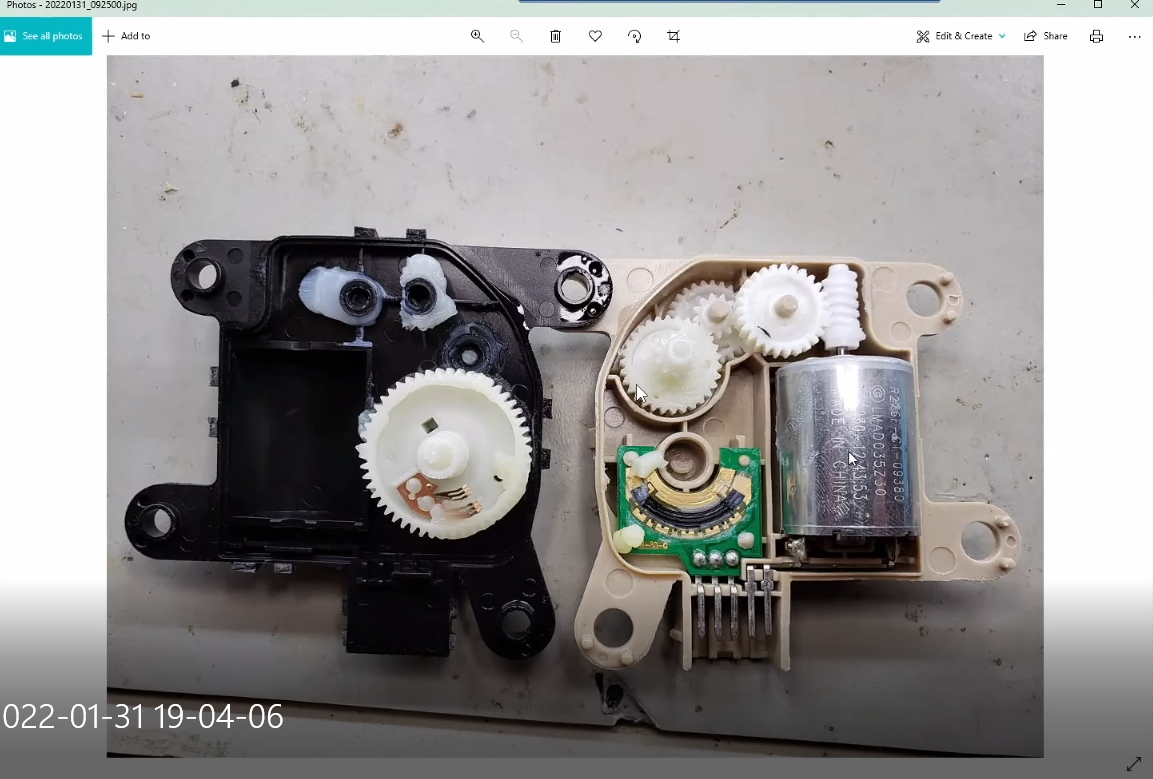 Photos - 20220131_092500.jpg
See all photos
Add to
Edit & Create
Share
LMAD035Z30
MADE IN CHINA
022-01-31 19-04-06